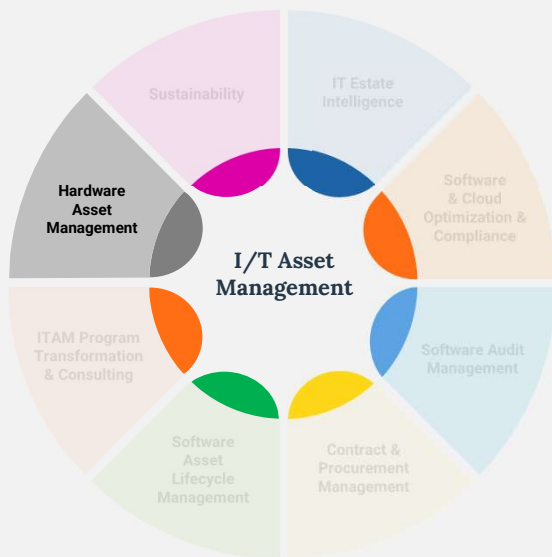 Sustainability
IT Estate
Intelligence
Hardware
Asset
Management
Software
& Cloud
Optimization &
Compliance
I/T Asset
Management
ITAM Program
Transformation
& Consulting
Software Audit
Management
Software
Asset
Lifecycle
Management
Contract &
Procurement
Management